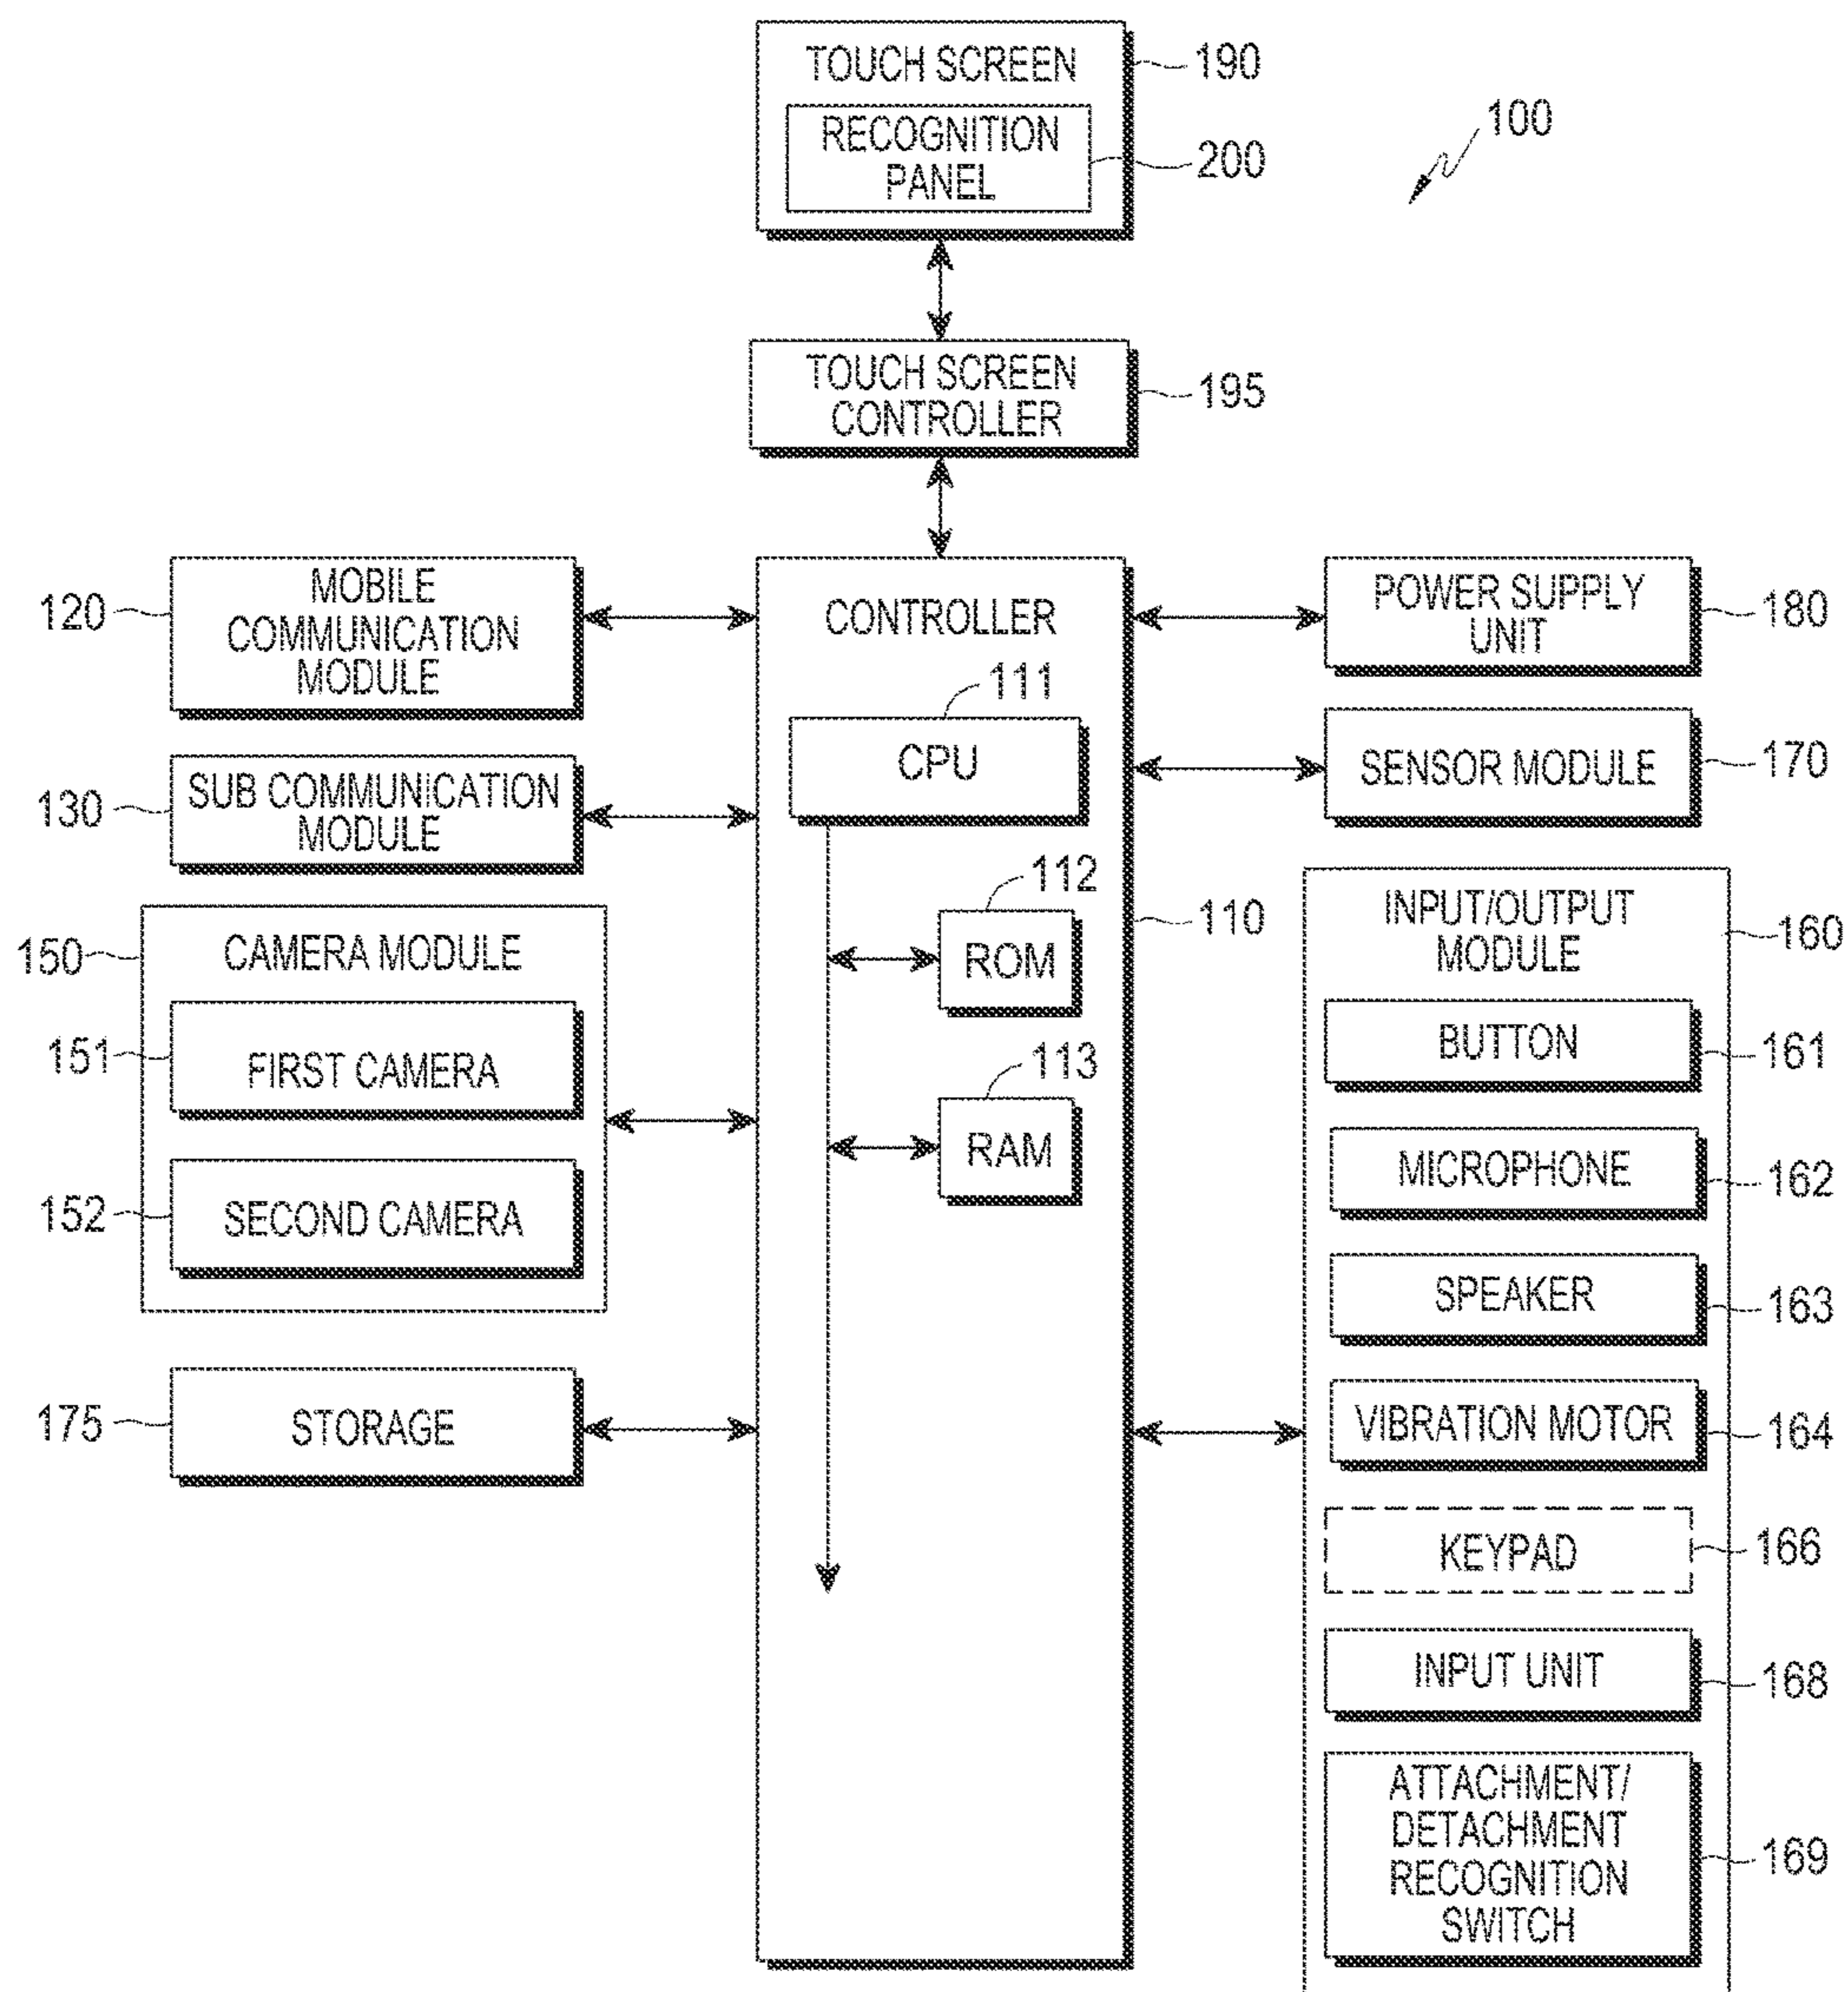 TOUCH SCREEN
190
RECOGNITION
PANEL
200
100
TOUCH SCREEN
CONTROLLER
195
120
MOBILE
COMMUNICATION
MODULE
130
SUB COMMUNICATION
MODULE
150
CAMERA MODULE
151
FIRST CAMERA
152
SECOND CAMERA
175
STORAGE
CONTROLLER
111
CPU
112
ROM
113
RAM
110
POWER SUPPLY
UNIT
180
SENSOR MODULE
170
INPUT/OUTPUT
MODULE
160
BUTTON
161
MICROPHONE
162
SPEAKER
163
VIBRATION MOTOR
164
KEYPAD
166
INPUT UNIT
168
ATTACHMENT/
DETACHMENT
RECOGNITION
SWITCH
169